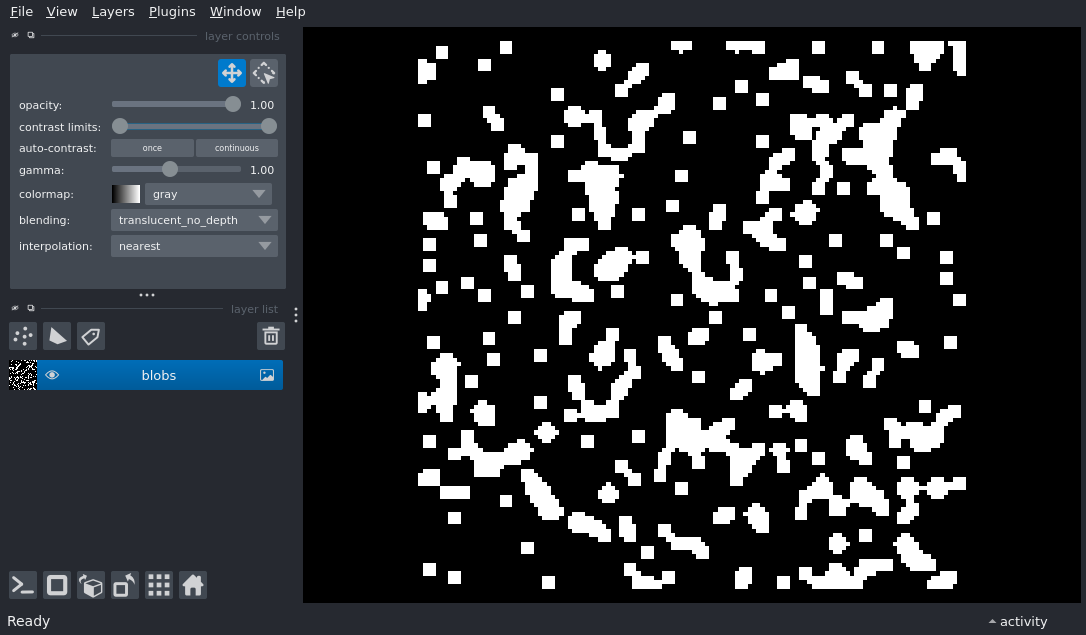 File View Layers Plugins Window Help
layer controls
opacity: 1.00
contrast limits:
auto-contrast: once continuous
gamma: 1.00
colormap: gray
blending: translucent_no_depth
interpolation: nearest
layer list
blobs
Ready activity